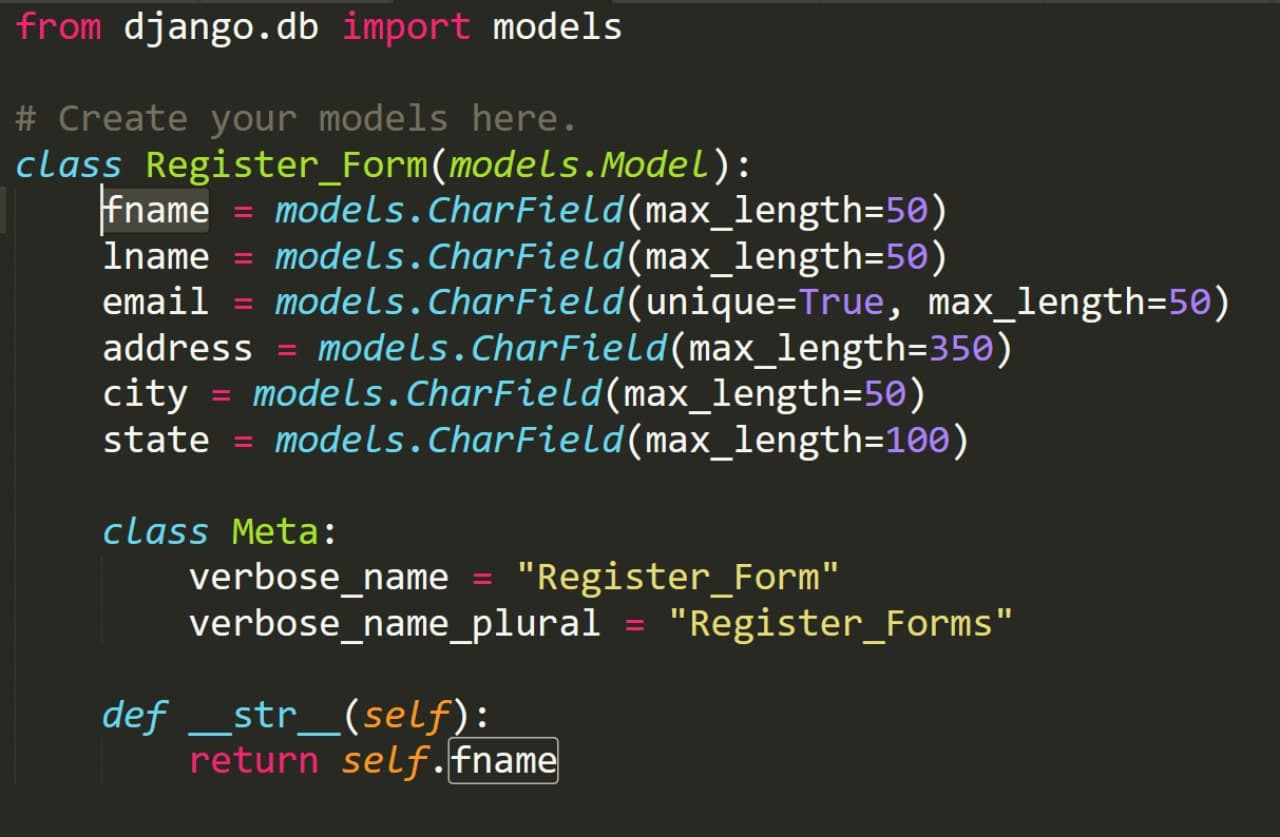 from django.db import models
# Create your models here.
class Register_Form(models.Model):
    fname = models.CharField(max_length=50)
    lname = models.CharField(max_length=50)
    email = models.CharField(unique=True, max_length=50)
    address = models.CharField(max_length=350)
    city = models.CharField(max_length=50)
    state = models.CharField(max_length=100)
    class Meta:
        verbose_name = "Register_Form"
        verbose_name_plural = "Register_Forms"
    def __str__(self):
        return self.fname